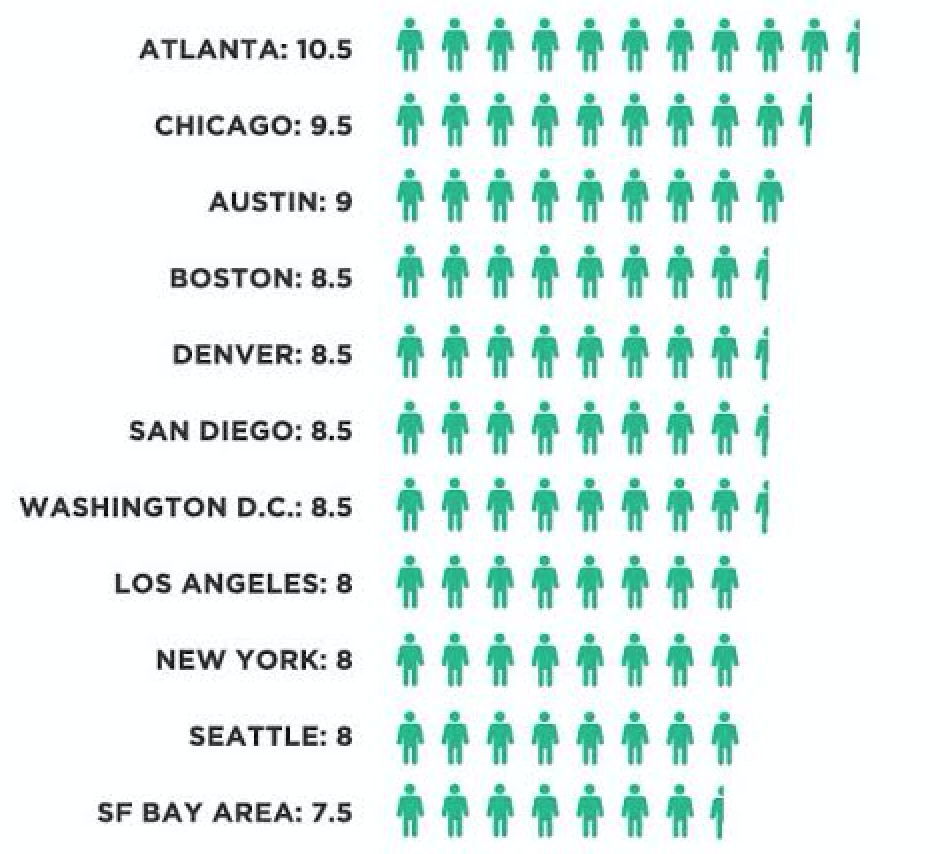 ATLANTA: 10.5
CHICAGO: 9.5
AUSTIN: 9
BOSTON: 8.5
DENVER: 8.5
SAN DIEGO: 8.5
WASHINGTON D.C.: 8.5
LOS ANGELES: 8
NEW YORK: 8
SEATTLE: 8
SF BAY AREA: 7.5